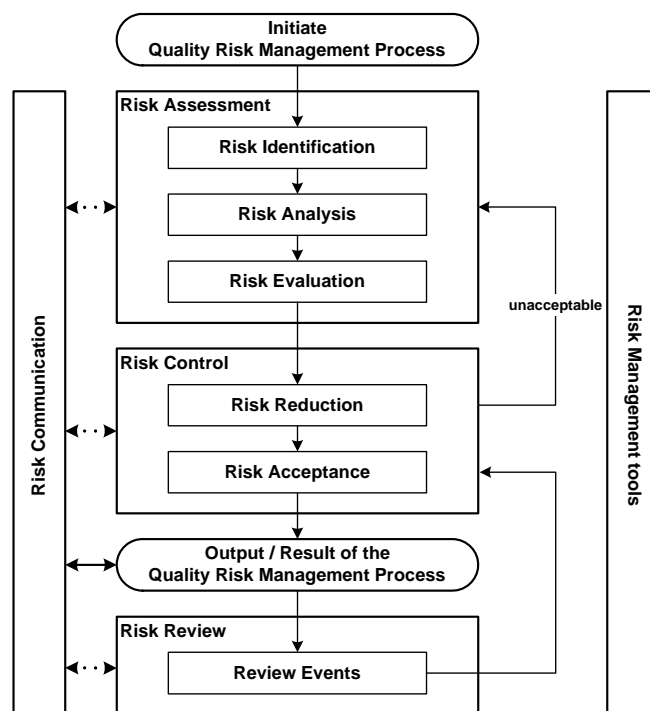 Initiate
Quality Risk Management Process
Risk Assessment
Risk Identification
Risk Analysis
Risk Evaluation
unacceptable
Risk Control
Risk Reduction
Risk Acceptance
Output / Result of the
Quality Risk Management Process
Risk Review
Review Events
Risk Communication
Risk Management tools